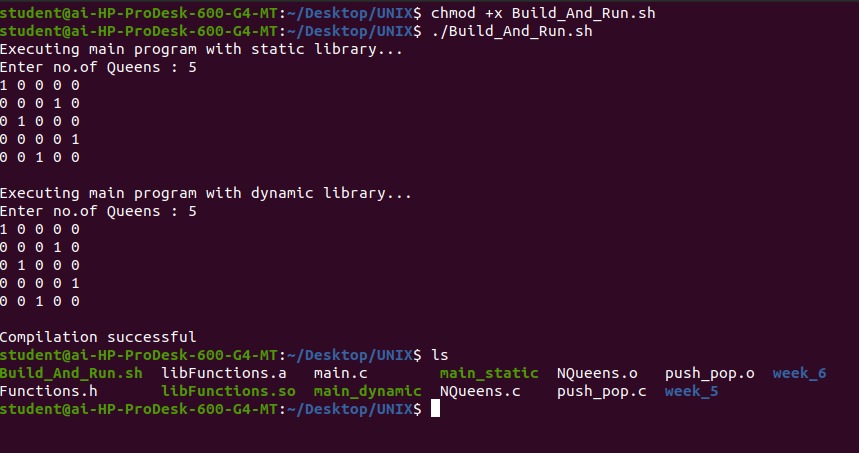 student@ai-HP-ProDesk-600-G4-MT:~/Desktop/UNIX$ chmod +x Build_And_Run.sh
student@ai-HP-ProDesk-600-G4-MT:~/Desktop/UNIX$ ./Build_And_Run.sh
Executing main program with static library...
Enter no.of Queens : 5
1 0 0 0 0
0 0 0 1 0
0 1 0 0 0
0 0 0 0 1
0 0 1 0 0

Executing main program with dynamic library...
Enter no.of Queens : 5
1 0 0 0 0
0 0 0 1 0
0 1 0 0 0
0 0 0 0 1
0 0 1 0 0

Compilation successful
student@ai-HP-ProDesk-600-G4-MT:~/Desktop/UNIX$ ls
Build_And_Run.sh  libFunctions.a   main.c        main_static  NQueens.o   push_pop.o  week_6
Functions.h       libFunctions.so  main_dynamic  NQueens.c    push_pop.c  week_5
student@ai-HP-ProDesk-600-G4-MT:~/Desktop/UNIX$